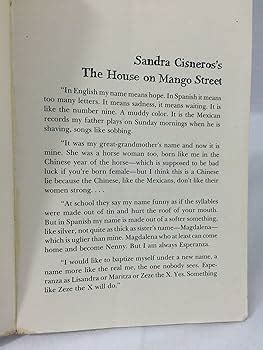 Sandra Cisneros's
The House on Mango Street
"In English my name means hope. In Spanish it means
too many letters. It means sadness, it means waiting. It is
like the number nine. A muddy color. It is the Mexican
records my father plays on Sunday mornings when he is
shaving, songs like sobbing.
"It was my great-grandmother's name and now it is
mine. She was a horse woman too, born like me in the
Chinese year of the horse—which is supposed to be bad
luck if you're born female—but I think this is a Chinese
lie because the Chinese, like the Mexicans, don't like their
women strong. . . .
"At school they say my name funny as if the syllables
were made out of tin and hurt the roof of your mouth.
But in Spanish my name is made out of a softer something,
like silver, not quite as thick as sister's name—Magdalena—
which is uglier than mine. Magdalena who at least can come
home and become Nenny. But I am always Esperanza.
"I would like to baptize myself under a new name, a
name more like the real me, the one nobody sees. Espe-
ranza as Lisandra or Maritza or Zeze the X. Yes. Something
like Zeze the X will do."